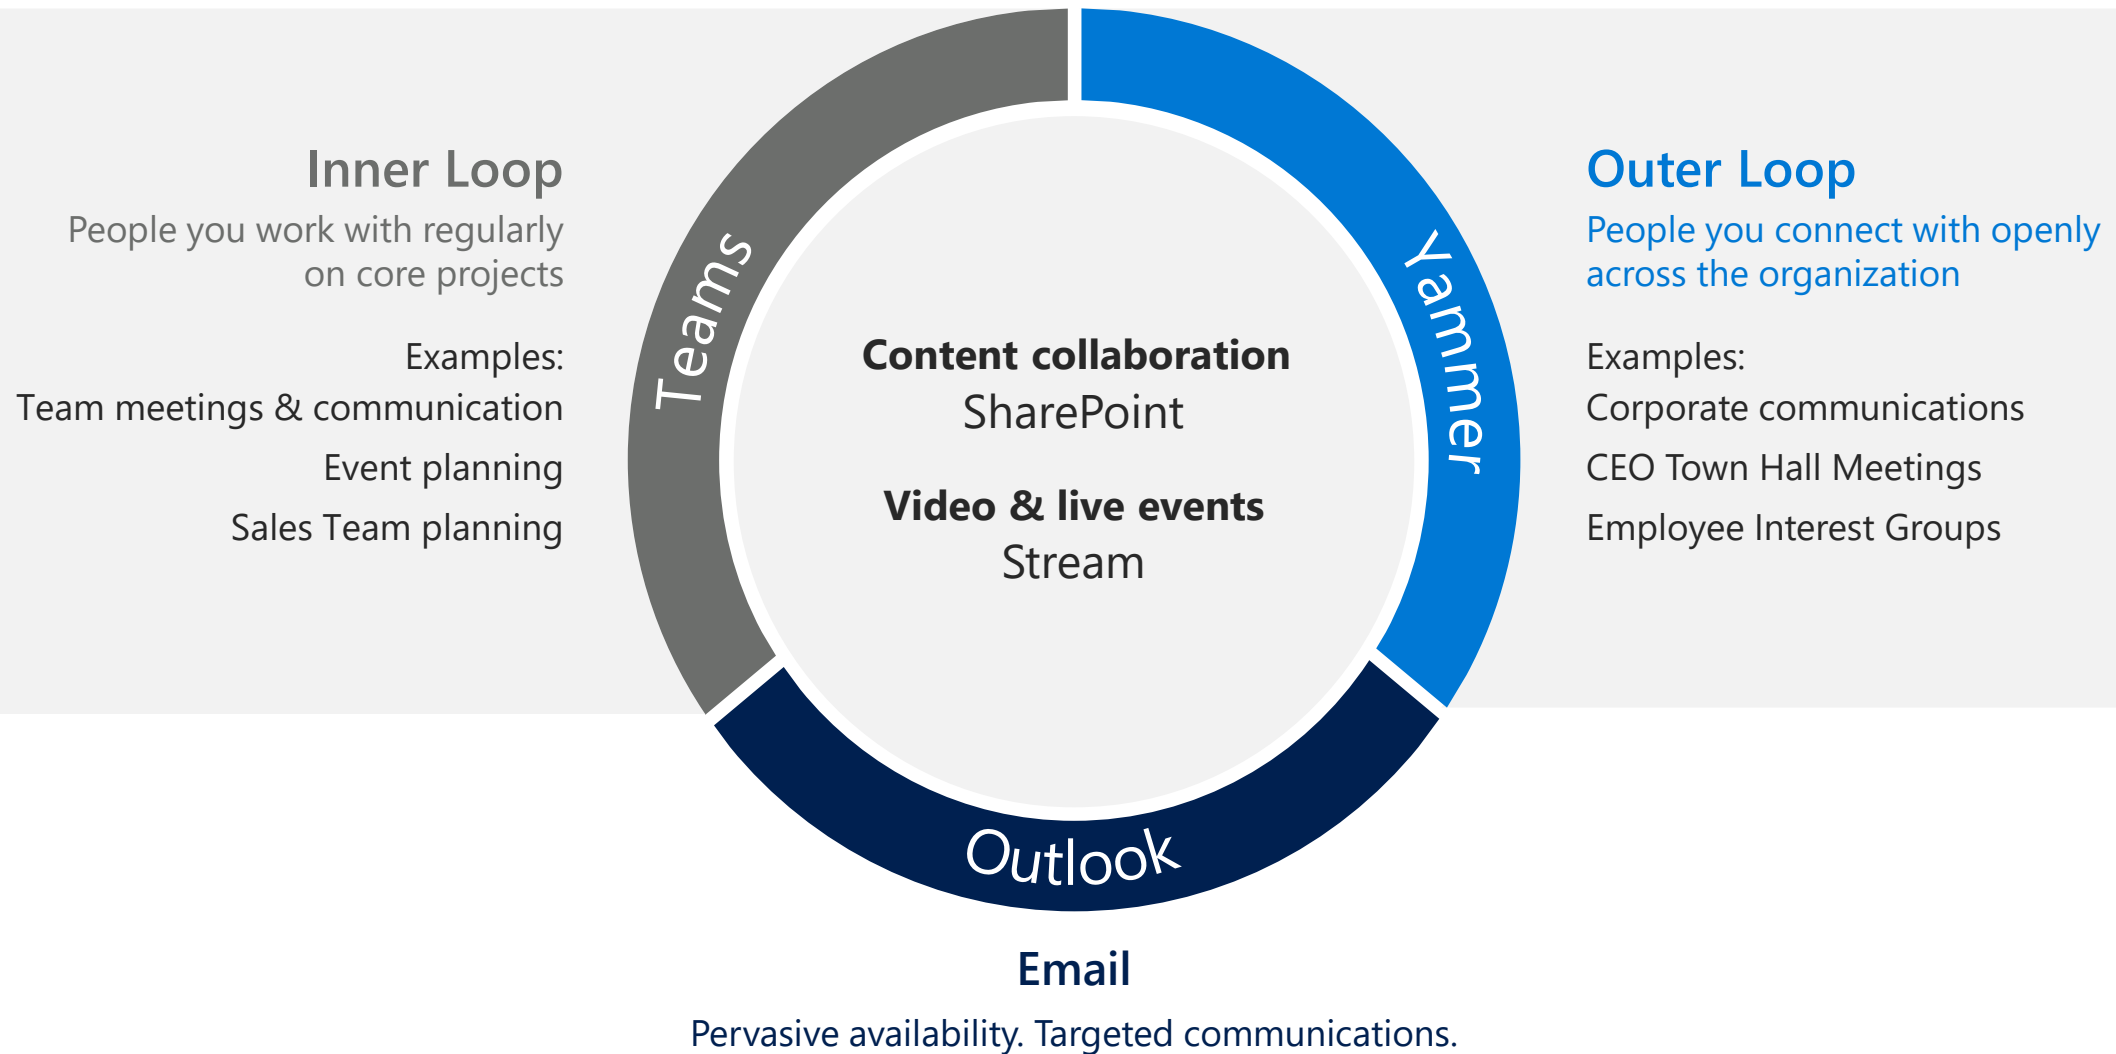 Inner Loop
People you work with regularly
on core projects
Examples:
Team meetings & communication
Event planning
Sales Team planning
Teams
Content collaboration
SharePoint
Video & live events
Stream
Yammer
Outer Loop
People you connect with openly
across the organization
Examples:
Corporate communications
CEO Town Hall Meetings
Employee Interest Groups
Outlook
Email
Pervasive availability. Targeted communications.